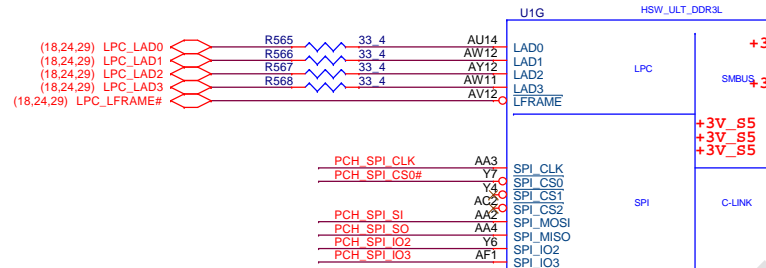 U1G HSW_ULT_DDR3L
(18,24,29) LPC_LAD0 R565 33_4 AU14 LAD0
(18,24,29) LPC_LAD1 R566 33_4 AW12 LAD1
(18,24,29) LPC_LAD2 R567 33_4 AY12 LAD2 LPC
(18,24,29) LPC_LAD3 R568 33_4 AW11 LAD3 SMBUS
(18,24,29) LPC_LFRAME# AV12 LFRAME
+3V_S5
+3V_S5
+3V_S5
PCH_SPI_CLK AA3 SPI_CLK
PCH_SPI_CS0# Y7 SPI_CS0
Y4 SPI_CS1
AC2 SPI_CS2 SPI C-LINK
PCH_SPI_SI AA2 SPI_MOSI
PCH_SPI_SO AA4 SPI_MISO
PCH_SPI_IO2 Y6 SPI_IO2
PCH_SPI_IO3 AF1 SPI_IO3